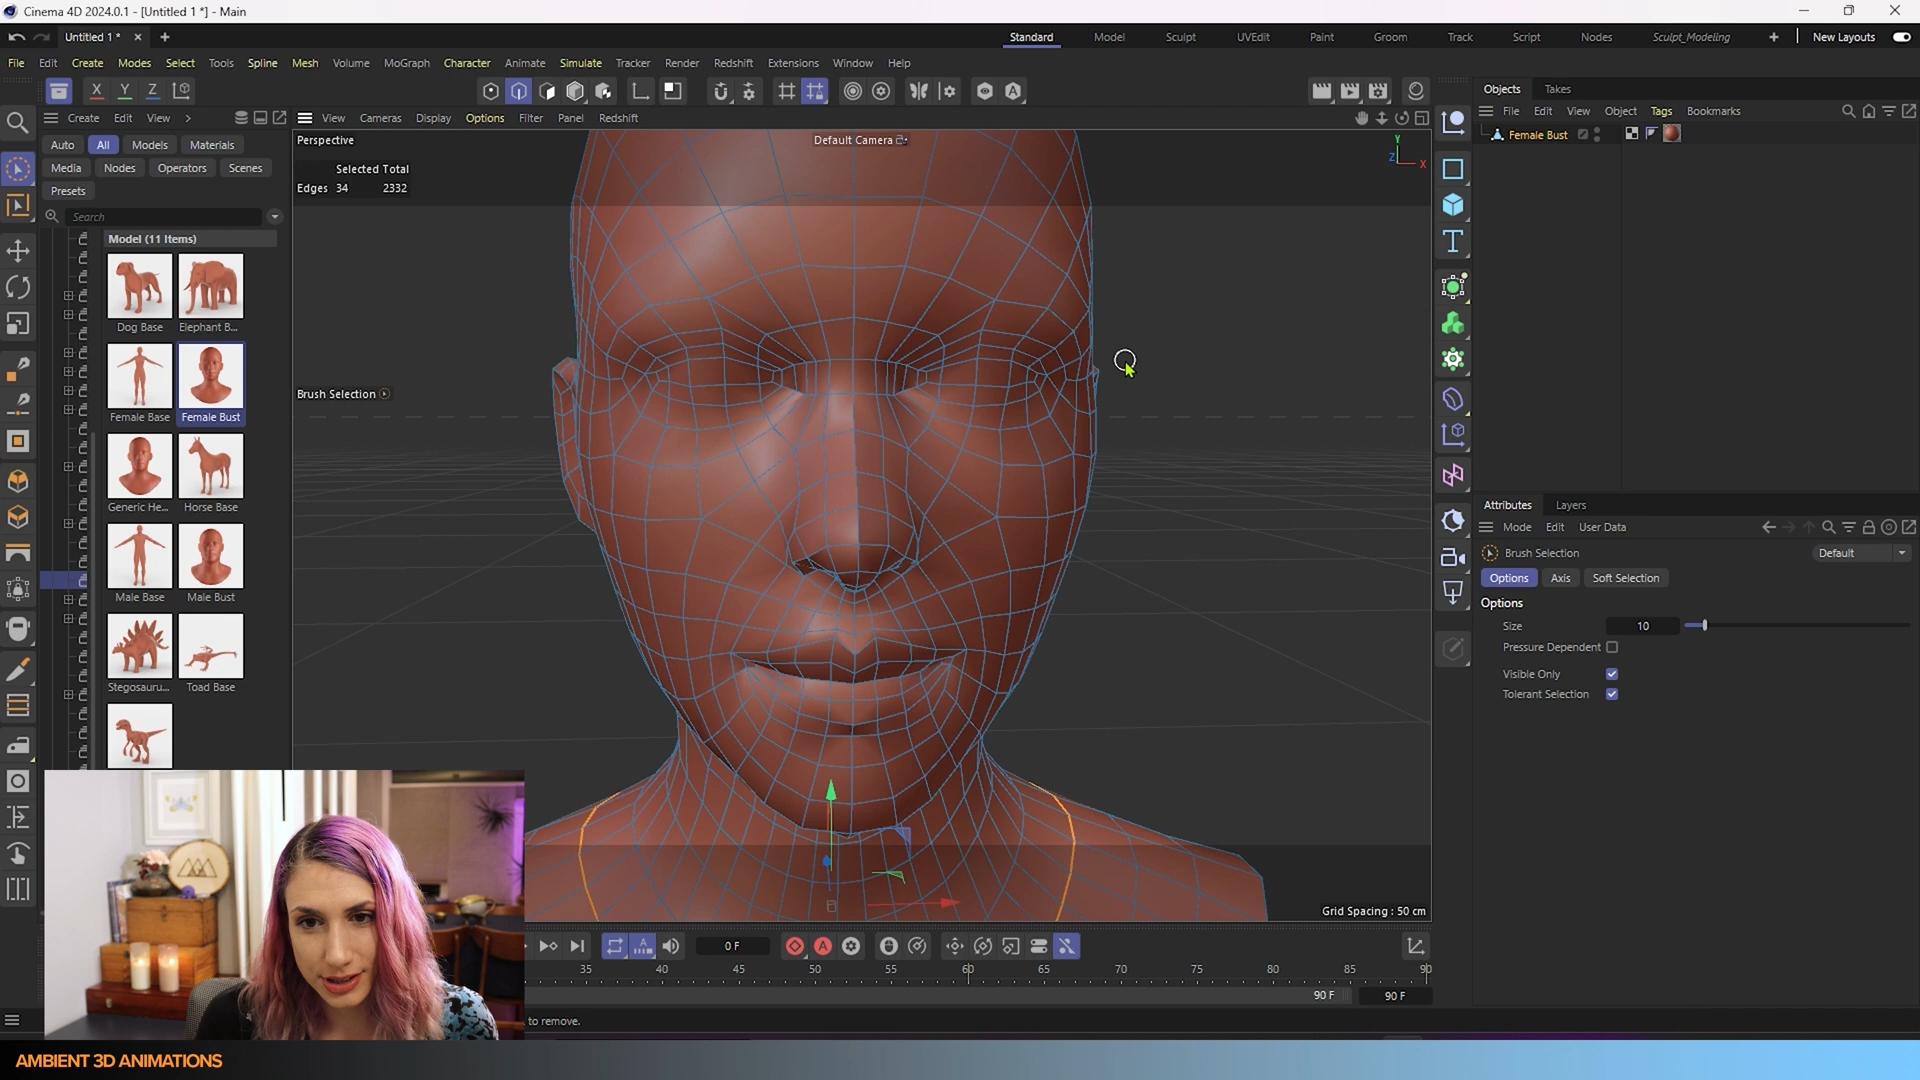 Cinema 4D 2024.0.1 - [Untitled 1 *] - Main
Untitled 1 *
Standard Model Sculpt UVEdit Paint Groom Track Script Nodes Sculpt_Modeling New Layouts
File Edit Create Modes Select Tools Spline Mesh Volume MoGraph Character Animate Simulate Tracker Render Redshift Extensions Window Help
X Y Z
Objects Takes
Create Edit View
View Cameras Display Options Filter Panel Redshift
File Edit View Object Tags Bookmarks
Female Bust
Auto All Models Materials
Media Nodes Operators Scenes
Presets
Search
Model (11 Items)
Dog Base Elephant B...
Female Base Female Bust
Generic He... Horse Base
Male Base Male Bust
Stegosauru... Toad Base
Perspective
Default Camera
Y
Z X
Selected Total
Edges 34 2332
Brush Selection
Grid Spacing : 50 cm
Attributes Layers
Mode Edit User Data
Brush Selection Default
Options Axis Soft Selection
Options
Size 10
Pressure Dependent
Visible Only
Tolerant Selection
0 F
35 40 45 50 55 60 65 70 75 80 85 90
90 F 90 F
to remove.
AMBIENT 3D ANIMATIONS